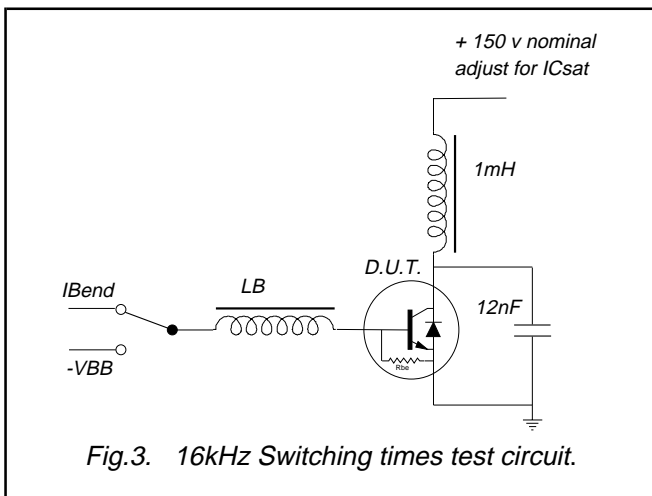 + 150 v nominal
adjust for ICsat
1mH
D.U.T.
LB
IBend
12nF
-VBB
Rbe
Fig.3. 16kHz Switching times test circuit.